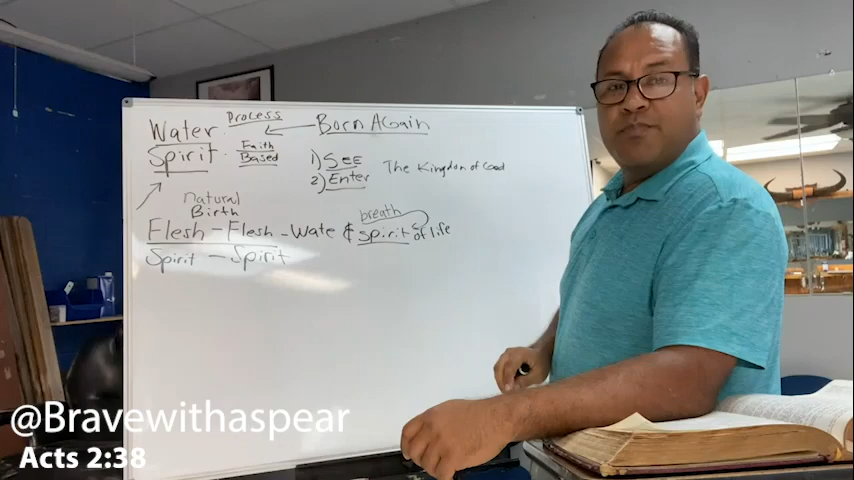 Process
Water Born Again
Spirit. Faith Based
1) SEE The Kingdom of God
2) Enter
natural
Birth
breath
Flesh - Flesh - Wate & spirit of life
Spirit - Spirit
@Bravewithaspear
Acts 2:38